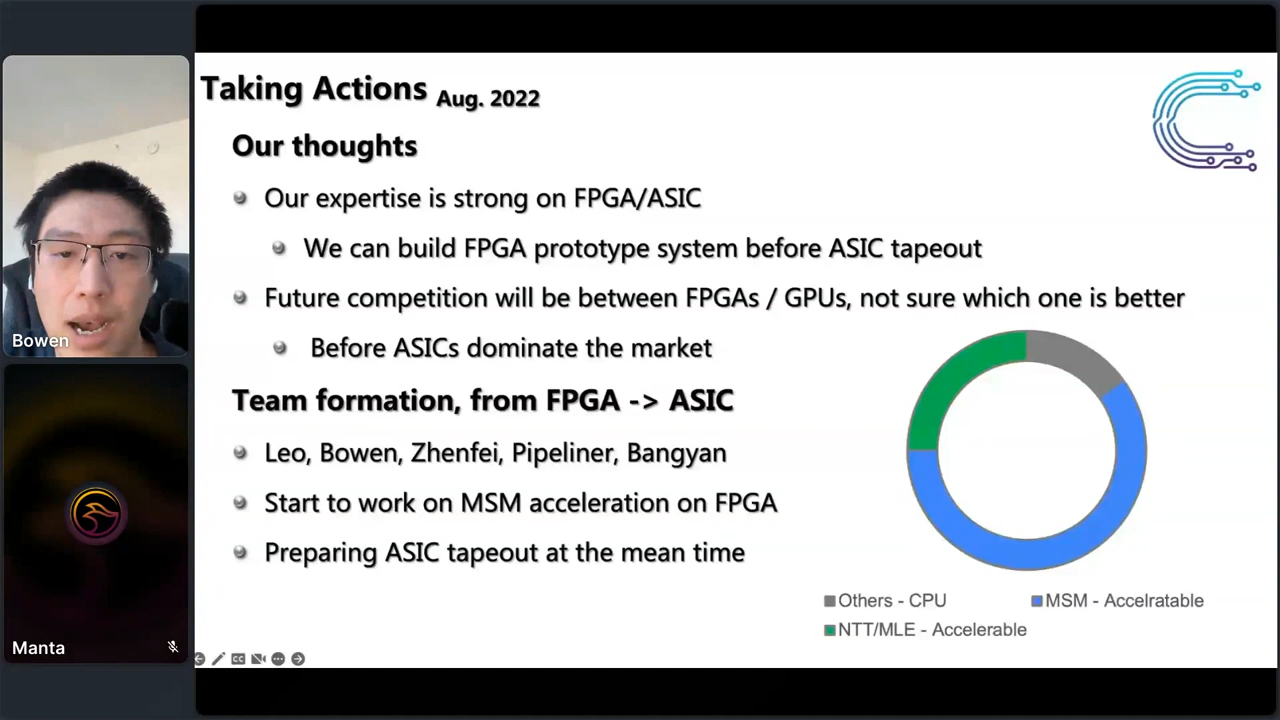 Taking Actions Aug. 2022
Our thoughts
Our expertise is strong on FPGA/ASIC
We can build FPGA prototype system before ASIC tapeout
Future competition will be between FPGAs / GPUs, not sure which one is better
Before ASICs dominate the market
Team formation, from FPGA -> ASIC
Leo, Bowen, Zhenfei, Pipeliner, Bangyan
Start to work on MSM acceleration on FPGA
Preparing ASIC tapeout at the mean time
Others - CPU
MSM - Accelratable
NTT/MLE - Accelerable
Bowen
Manta
CC